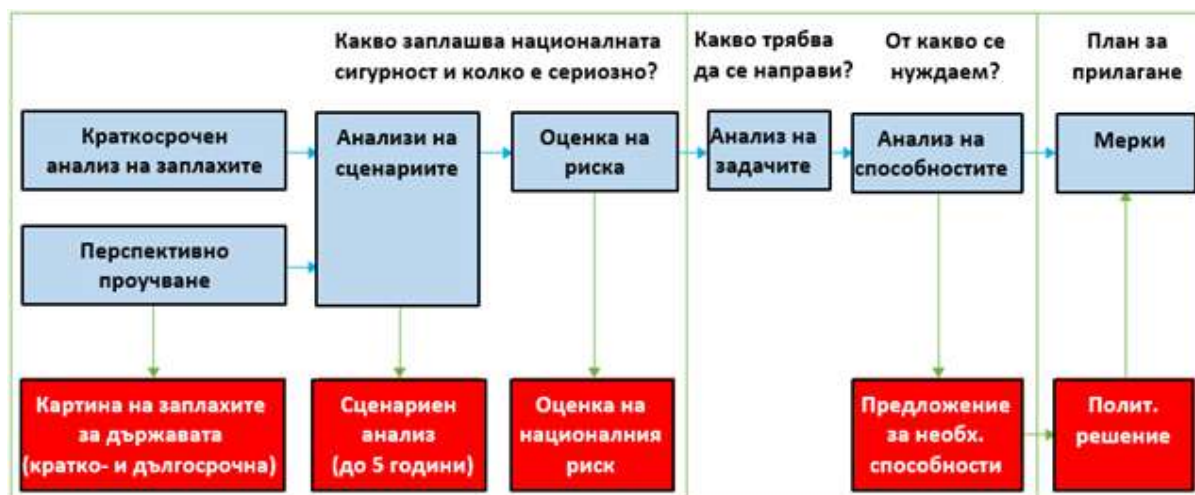 Какво заплашва националната
сигурност и колко е сериозно?
Какво трябва
да се направи?
От какво се
нуждаем?
План за
прилагане
Краткосрочен
анализ на заплахите
Анализи на
сценариите
Оценка на
риска
Анализ на
задачите
Анализ на
способностите
Мерки
Перспективно
проучване
Картина на заплахите
за държавата
(кратко- и дългосрочна)
Сценариен
анализ
(до 5 години)
Оценка на
националния
риск
Предложение
за необх.
способности
Полит.
решение